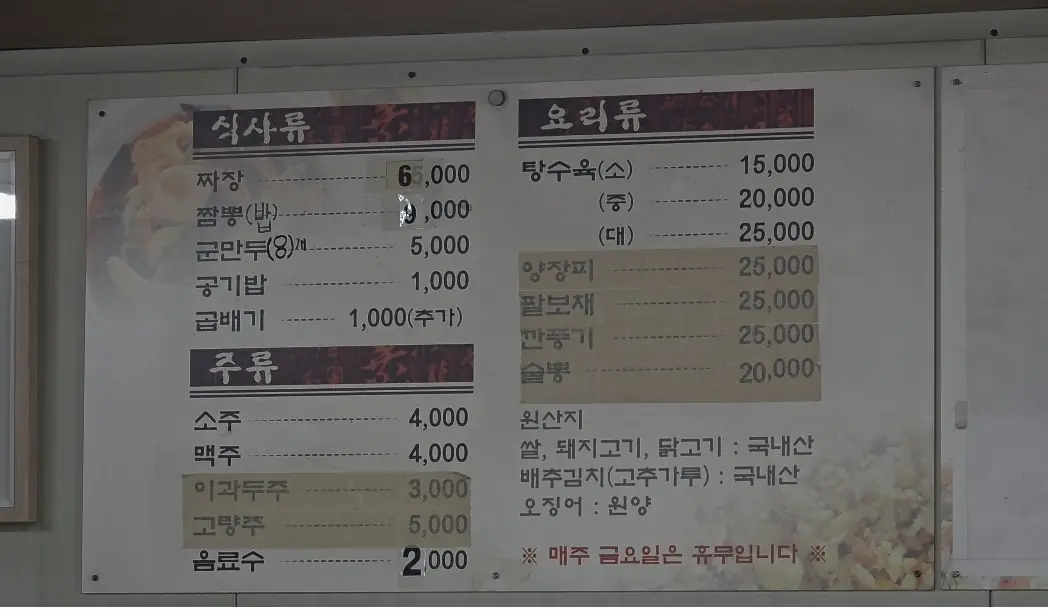 식사류
짜장 6,000
짬뽕(밥) 9,000
군만두(8)개 5,000
공기밥 1,000
곱배기 1,000(추가)
주류
소주 4,000
맥주 4,000
이과두주 3,000
고량주 5,000
음료수 2,000
요리류
탕수육(소) 15,000
(중) 20,000
(대) 25,000
양장피 25,000
팔보채 25,000
깐풍기 25,000
술뽕 20,000
원산지
쌀, 돼지고기, 닭고기 : 국내산
배추김치(고추가루) : 국내산
오징어 : 원양
※ 매주 금요일은 휴무입니다 ※